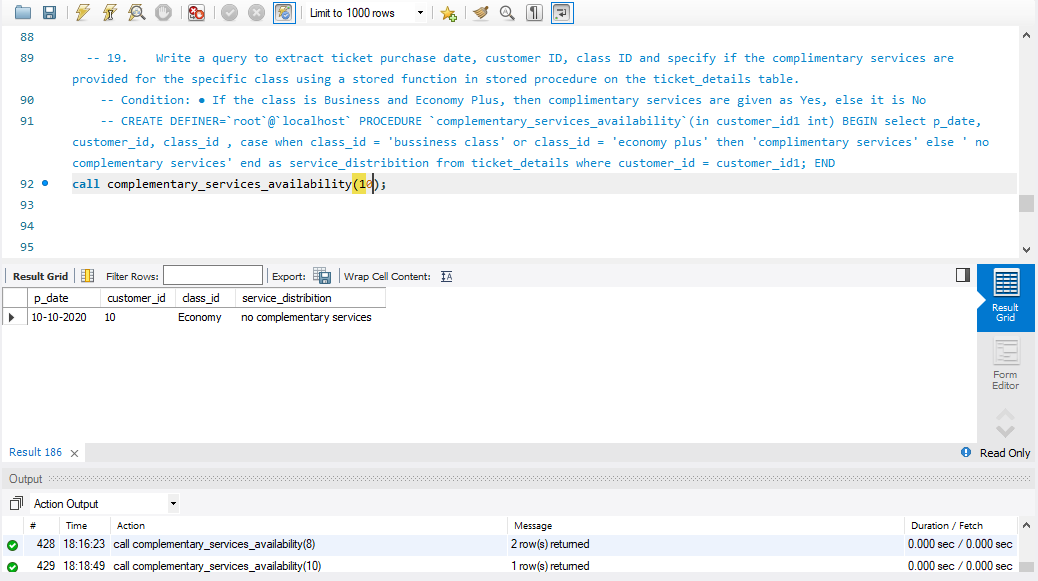 Limit to 1000 rows
88
89 -- 19. Write a query to extract ticket purchase date, customer ID, class ID and specify if the complimentary services are
provided for the specific class using a stored function in stored procedure on the ticket_details table.
90 -- Condition: ● If the class is Business and Economy Plus, then complimentary services are given as Yes, else it is No
91 -- CREATE DEFINER=`root`@`localhost` PROCEDURE `complementary_services_availability`(in customer_id1 int) BEGIN select p_date,
customer_id, class_id , case when class_id = 'bussiness class' or class_id = 'economy plus' then 'complimentary services' else ' no
complementary services' end as service_distribition from ticket_details where customer_id = customer_id1; END
92 call complementary_services_availability(10);
93
94
95
Result Grid Filter Rows: Export: Wrap Cell Content:
p_date customer_id class_id service_distribition
10-10-2020 10 Economy no complementary services
Result
Grid
Form
Editor
Result 186 Read Only
Output
Action Output
# Time Action Message Duration / Fetch
428 18:16:23 call complementary_services_availability(8) 2 row(s) returned 0.000 sec / 0.000 sec
429 18:18:49 call complementary_services_availability(10) 1 row(s) returned 0.000 sec / 0.000 sec